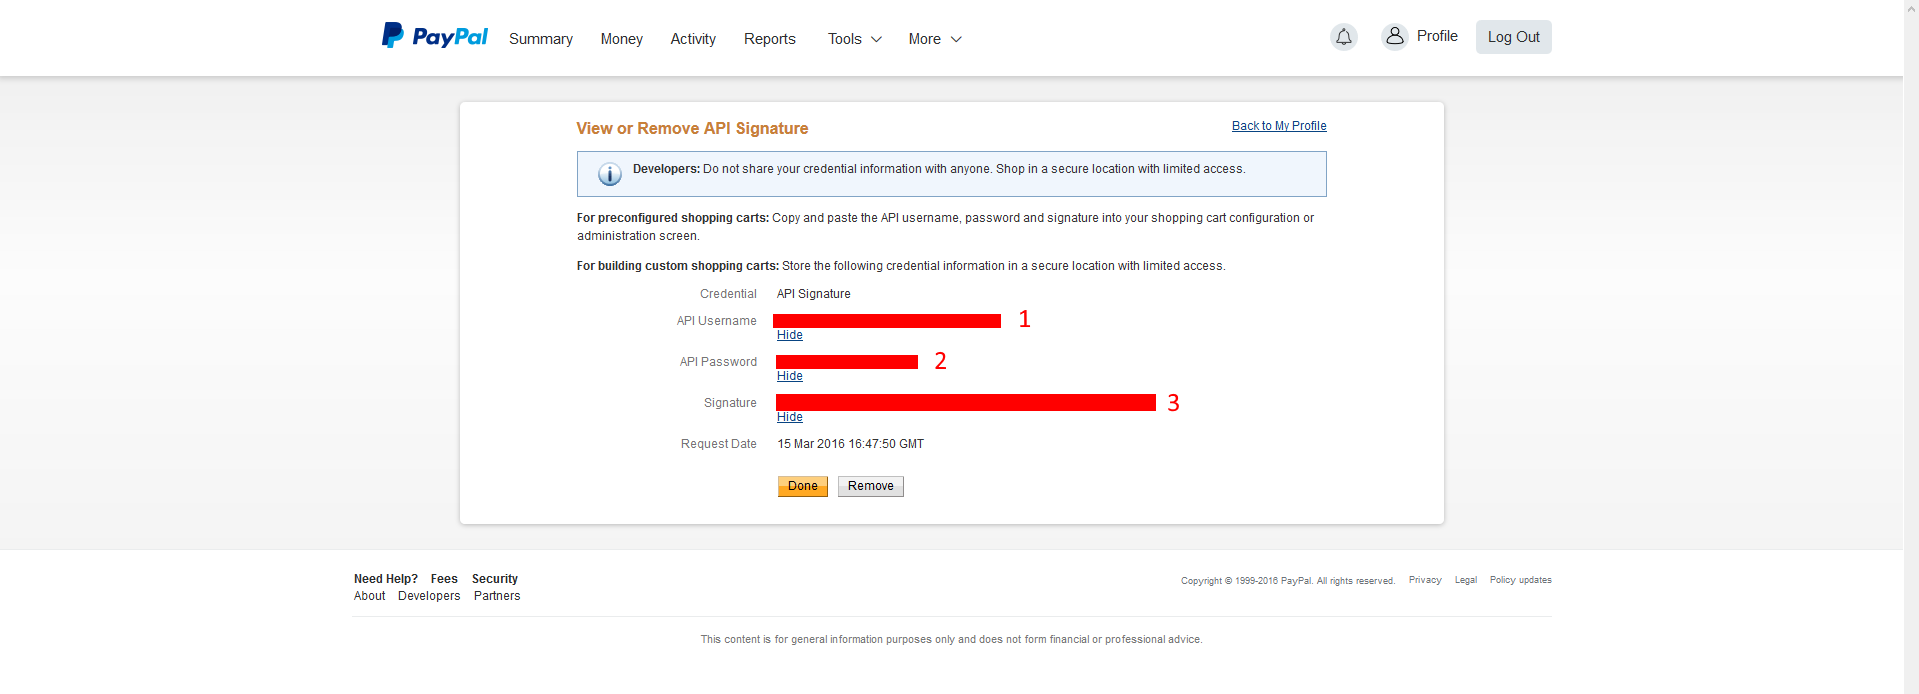 PayPal Summary Money Activity Reports Tools More Profile Log Out
View or Remove API Signature Back to My Profile
Developers: Do not share your credential information with anyone. Shop in a secure location with limited access.
For preconfigured shopping carts: Copy and paste the API username, password and signature into your shopping cart configuration or
administration screen.
For building custom shopping carts: Store the following credential information in a secure location with limited access.
Credential API Signature
API Username 1
Hide
API Password 2
Hide
Signature 3
Hide
Request Date 15 Mar 2016 16:47:50 GMT
Done Remove
Need Help? Fees Security
Copyright © 1999-2016 PayPal. All rights reserved. Privacy Legal Policy updates
About Developers Partners
This content is for general information purposes only and does not form financial or professional advice.